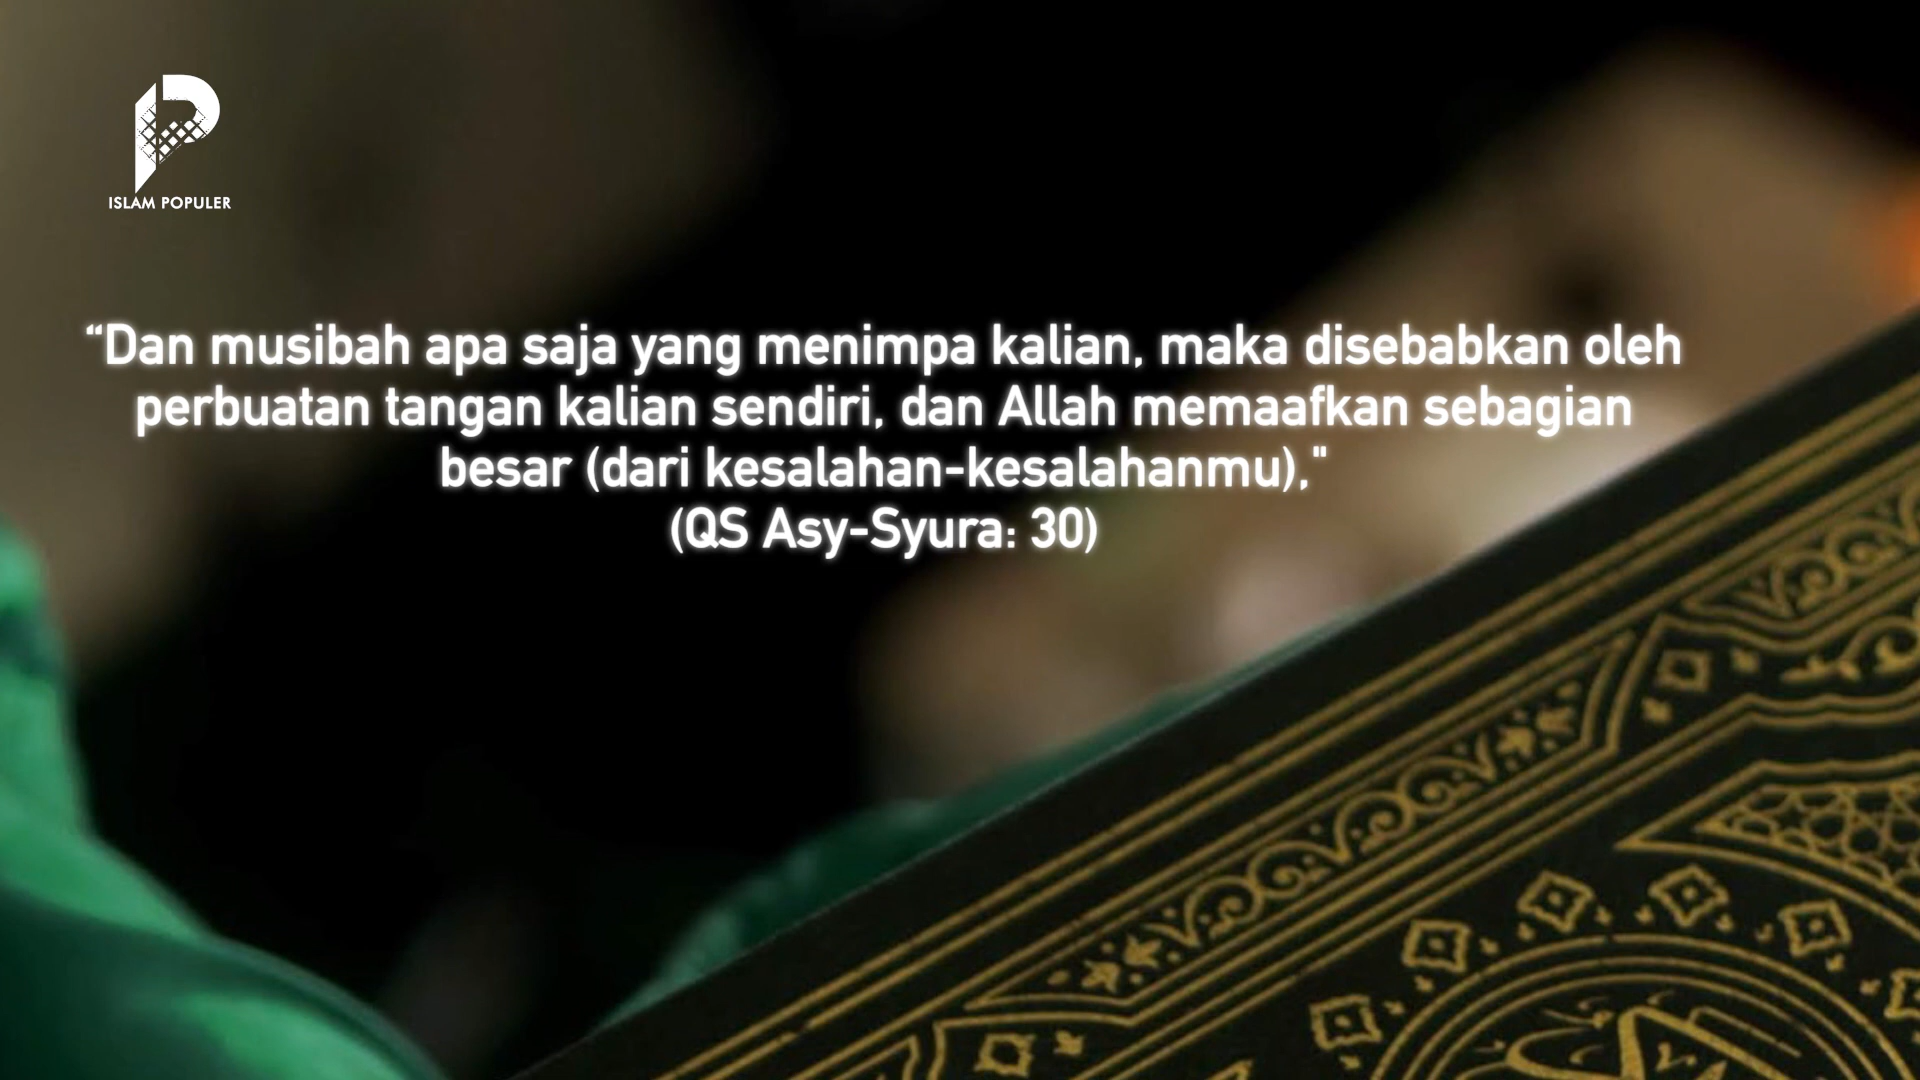 ISLAM POPULER
“Dan musibah apa saja yang menimpa kalian, maka disebabkan oleh
perbuatan tangan kalian sendiri, dan Allah memaafkan sebagian
besar (dari kesalahan-kesalahanmu),"
(QS Asy-Syura: 30)